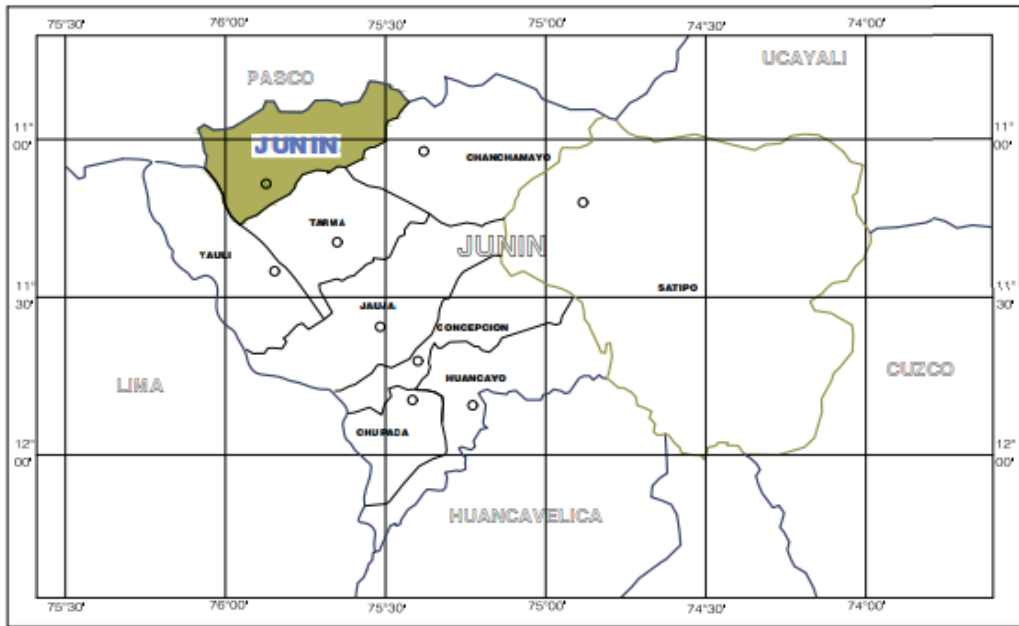 75°30' 76°00' 75°30' 75°00' 74°30' 74°00'
UCAYALI
PASCO
11°
00'
JUNIN
11°
00'
CHANCHAMAYO
TARMA
JUNIN
YAULI
SATIPO
11°
30'
11°
30'
JAUJA
CONCEPCION
LIMA
HUANCAYO
CUZCO
CHUPACA
12°
00'
12°
00'
HUANCAVELICA
75°30' 76°00' 75°30' 75°00' 74°30' 74°00'